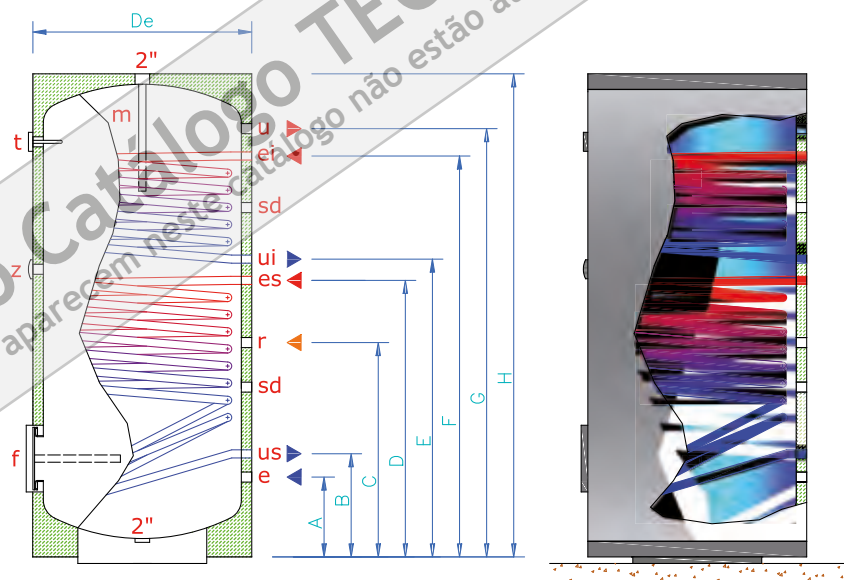 De
2"
m
t
u
ei
sd
z
ui
es
r
sd
f
us
e
2"
A
B
C
D
E
F
G
H
o Catálogo TEC
aparecem neste catálogo não estão a